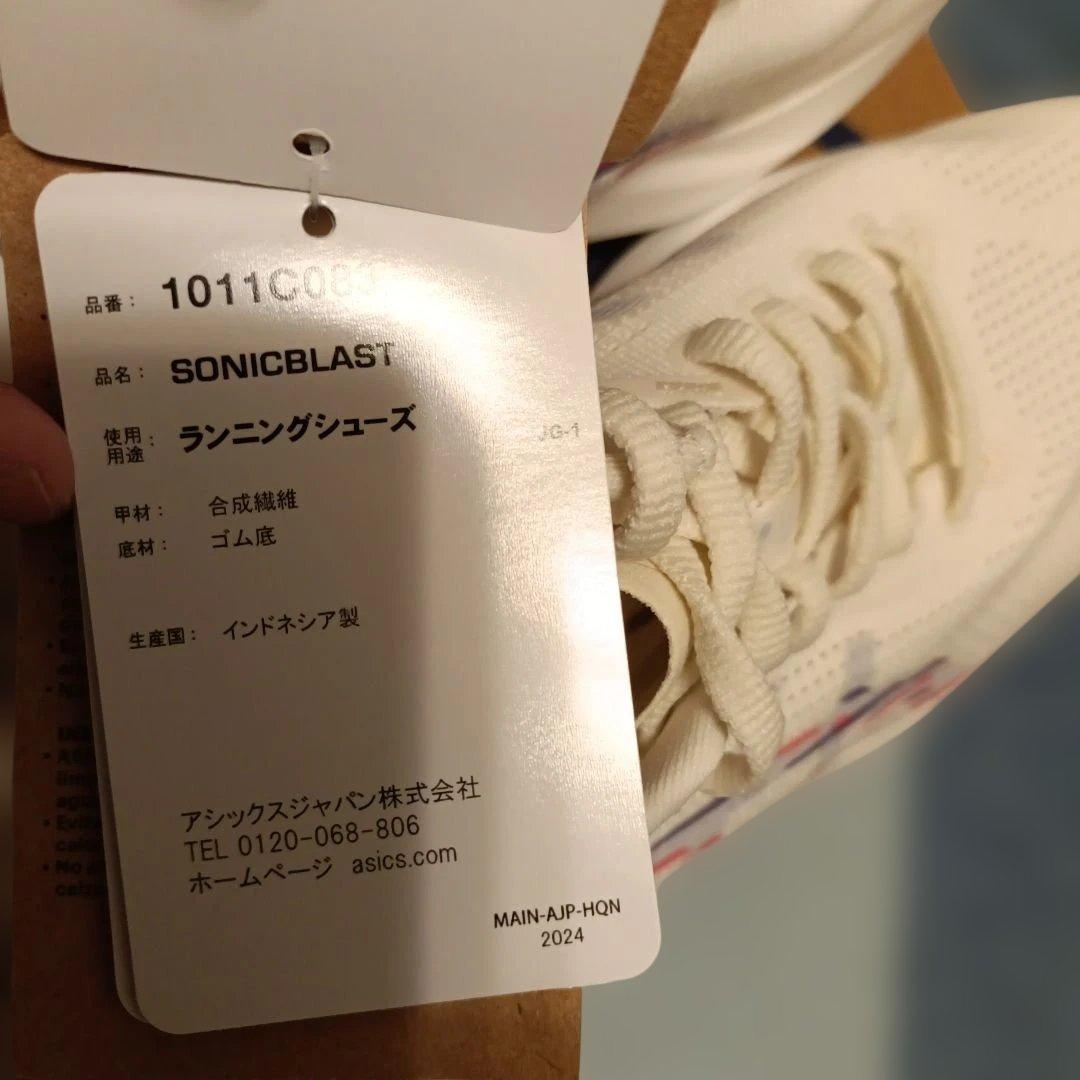 品番： 1011C083
品名： SONICBLAST
使用用途： ランニングシューズ
JG-1
甲材： 合成繊維
底材： ゴム底
生産国： インドネシア製
アシックスジャパン株式会社
TEL 0120-068-806
ホームページ asics.com
MAIN-AJP-HQN
2024